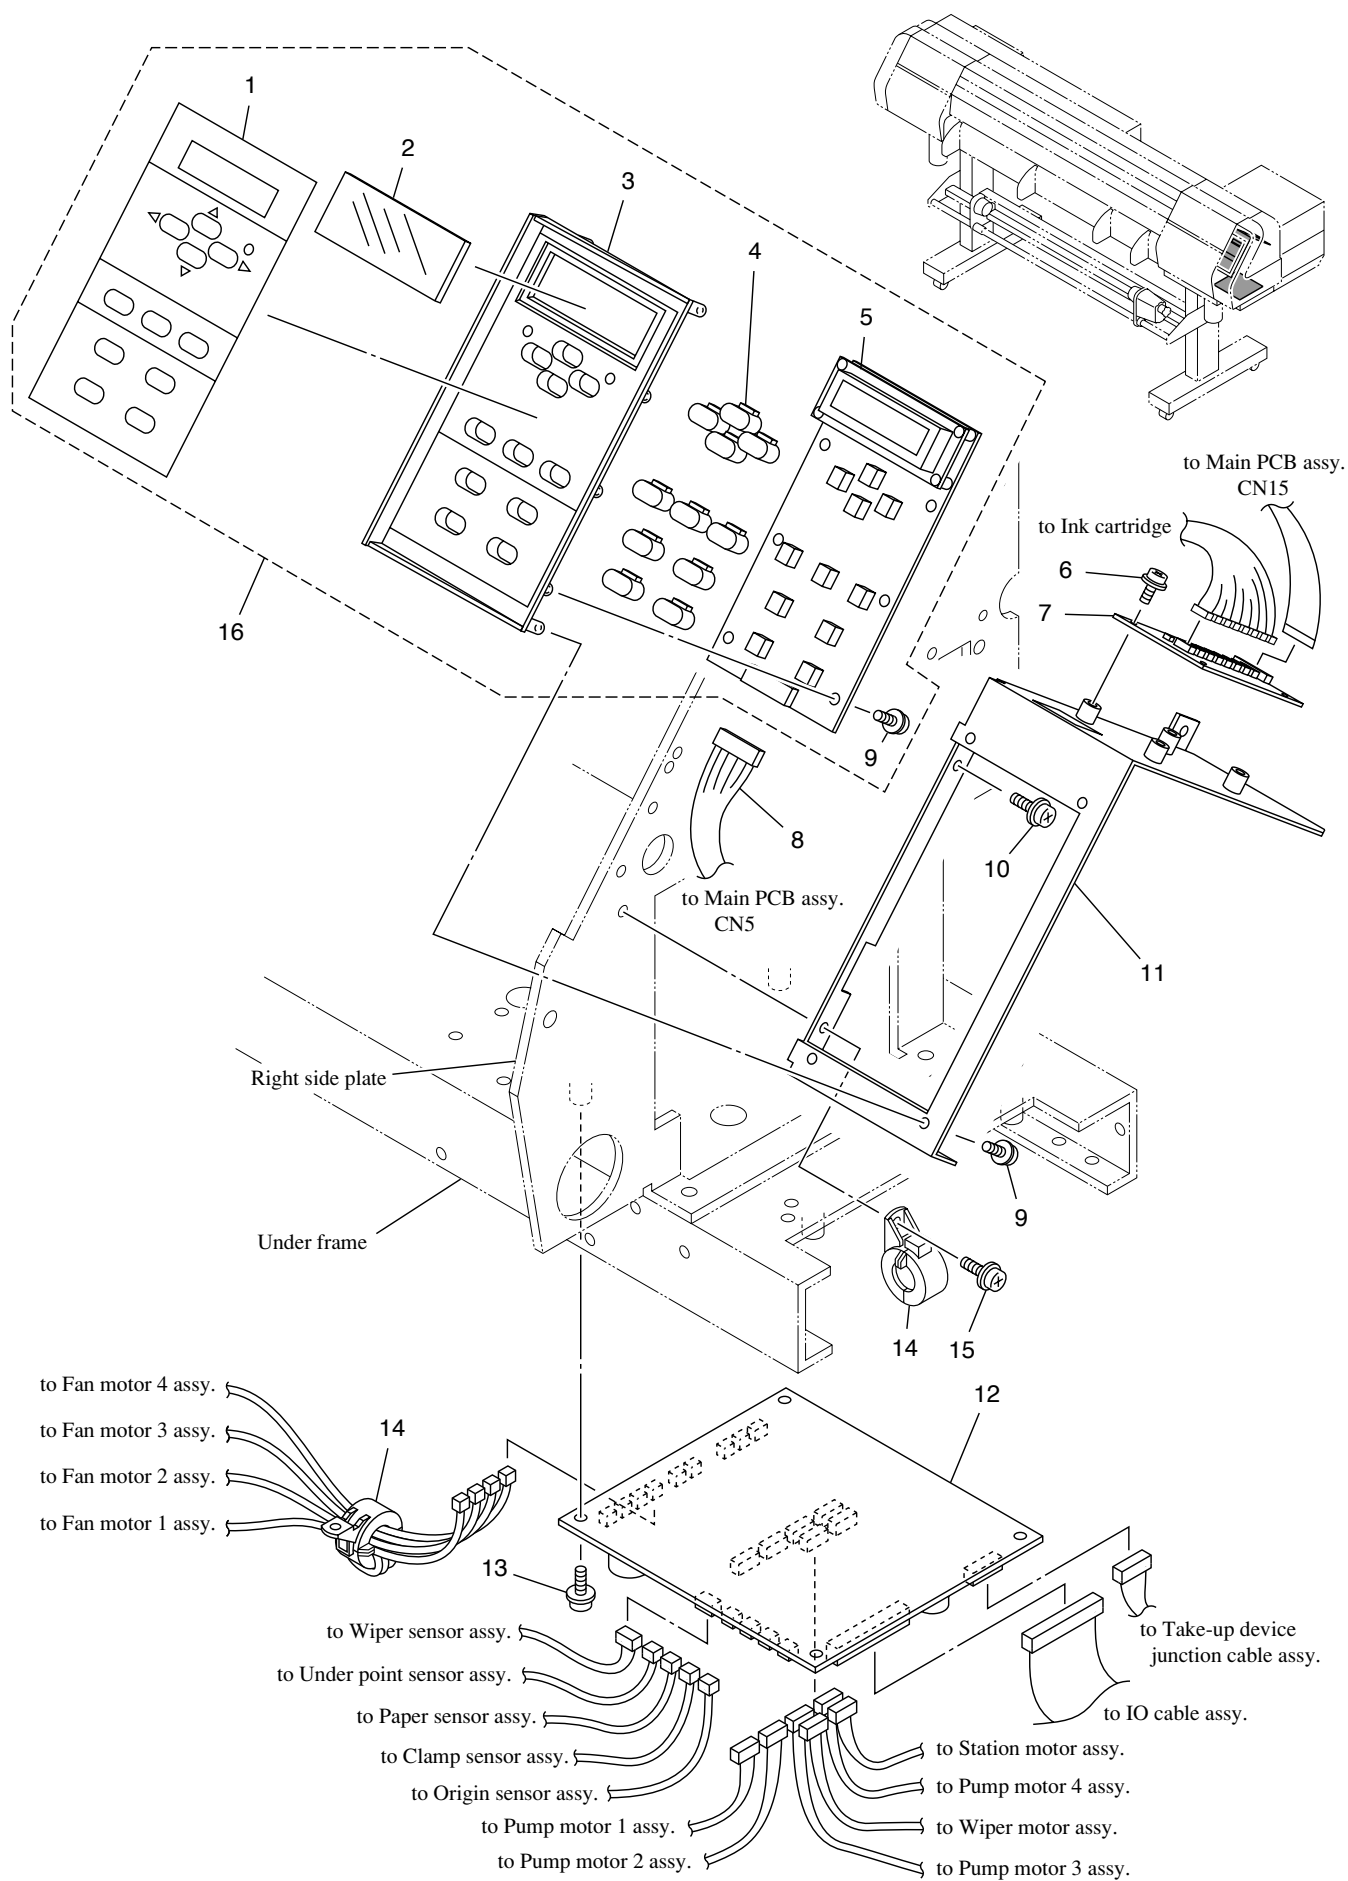 1
2
3
4
5
to Main PCB assy.
CN15
to Ink cartridge
6
7
16
9
8
10
to Main PCB assy.
CN5
11
Right side plate
9
Under frame
14
15
to Fan motor 4 assy.
12
14
to Fan motor 3 assy.
to Fan motor 2 assy.
to Fan motor 1 assy.
13
to Wiper sensor assy.
to Take-up device
junction cable assy.
to Under point sensor assy.
to Paper sensor assy.
to IO cable assy.
to Clamp sensor assy.
to Station motor assy.
to Origin sensor assy.
to Pump motor 4 assy.
to Pump motor 1 assy.
to Wiper motor assy.
to Pump motor 2 assy.
to Pump motor 3 assy.